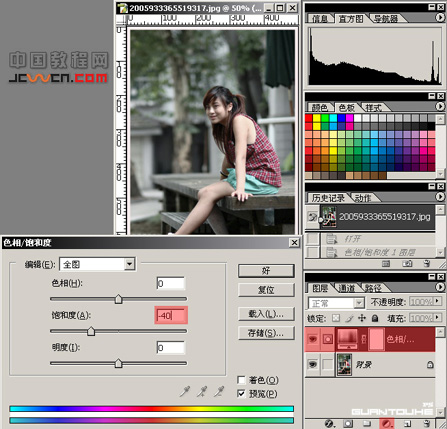 中国教程网
JCWCN.COM
2005933365519317.jpg @ 50% (...
100 200 300 400
信息 直方图 导航器
颜色 色板 样式
历史记录 动作
2005933365519317.jpg
打开
色相/饱和度 1 图层
色相/饱和度
编辑(E): 全图
色相(H): 0
饱和度(A): -40
明度(I): 0
好
复位
载入(L)...
存储(S)...
着色(O)
预览(P)
图层 通道 路径
正常 不透明度: 100%
锁定: 填充: 100%
色相/...
背景